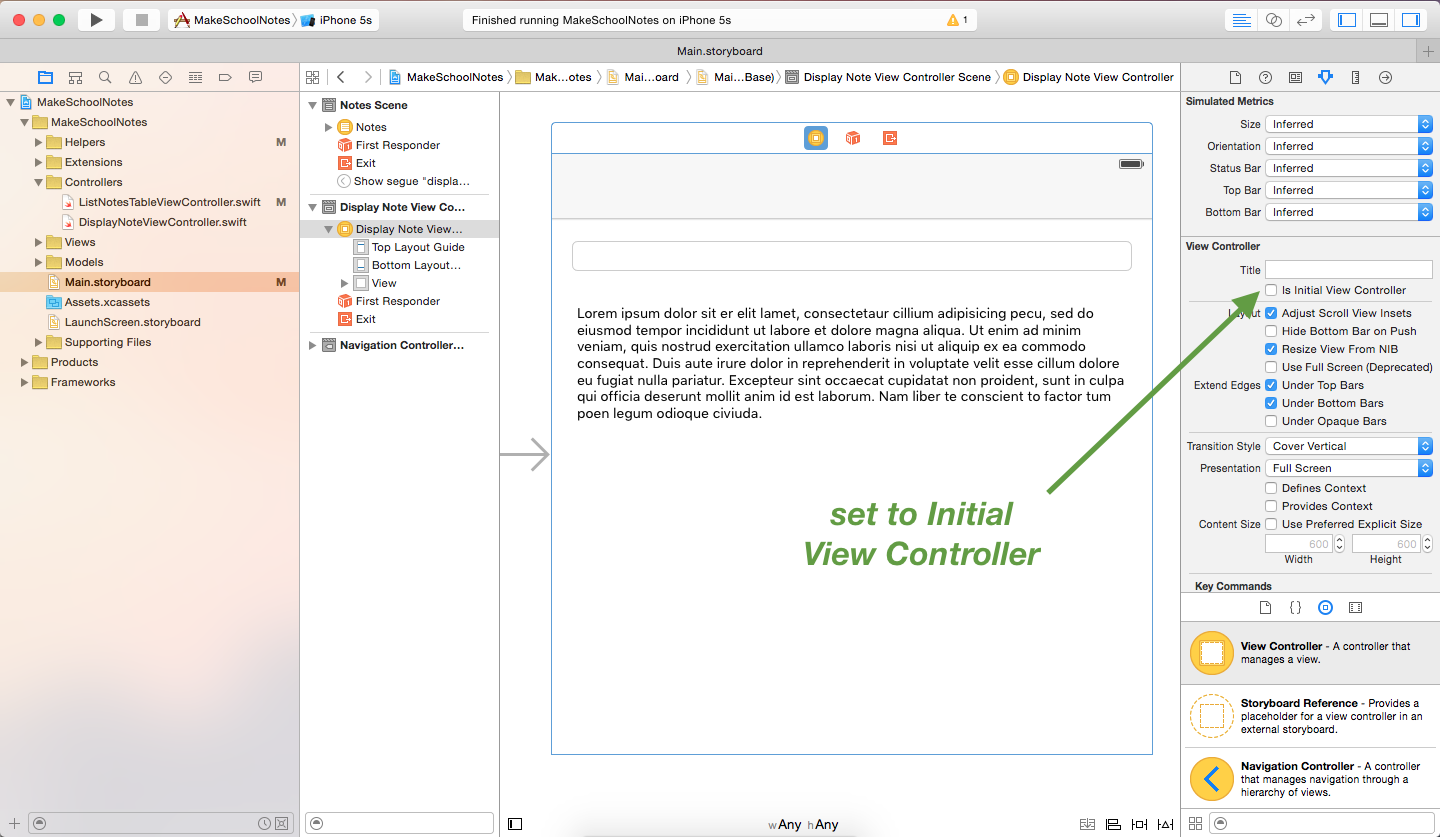 MakeSchoolNotes
iPhone 5s
Finished running MakeSchoolNotes on iPhone 5s
1
Main.storyboard
MakeSchoolNotes
Mak...otes
Mai...oard
Mai...Base)
Display Note View Controller Scene
Display Note View Controller
MakeSchoolNotes
MakeSchoolNotes
Helpers M
Extensions
Controllers
ListNotesTableViewController.swift M
DisplayNoteViewController.swift
Views
Models
Main.storyboard M
Assets.xcassets
LaunchScreen.storyboard
Supporting Files
Products
Frameworks
Notes Scene
Notes
First Responder
Exit
Show segue "displa...
Display Note View Co...
Display Note View...
Top Layout Guide
Bottom Layout...
View
First Responder
Exit
Navigation Controller...
Lorem ipsum dolor sit er elit lamet, consectetaur cillium adipisicing pecu, sed do
eiusmod tempor incididunt ut labore et dolore magna aliqua. Ut enim ad minim
veniam, quis nostrud exercitation ullamco laboris nisi ut aliquip ex ea commodo
consequat. Duis aute irure dolor in reprehenderit in voluptate velit esse cillum dolore
eu fugiat nulla pariatur. Excepteur sint occaecat cupidatat non proident, sunt in culpa
qui officia deserunt mollit anim id est laborum. Nam liber te conscient to factor tum
poen legum odioque civiuda.
set to Initial
View Controller
wAny hAny
Simulated Metrics
Size Inferred
Orientation Inferred
Status Bar Inferred
Top Bar Inferred
Bottom Bar Inferred
View Controller
Title
Is Initial View Controller
Layout Adjust Scroll View Insets
Hide Bottom Bar on Push
Resize View From NIB
Use Full Screen (Deprecated)
Extend Edges Under Top Bars
Under Bottom Bars
Under Opaque Bars
Transition Style Cover Vertical
Presentation Full Screen
Defines Context
Provides Context
Content Size Use Preferred Explicit Size
600 600
Width Height
Key Commands
{}
View Controller - A controller that
manages a view.
Storyboard Reference - Provides a
placeholder for a view controller in an
external storyboard.
Navigation Controller - A controller
that manages navigation through a
hierarchy of views.